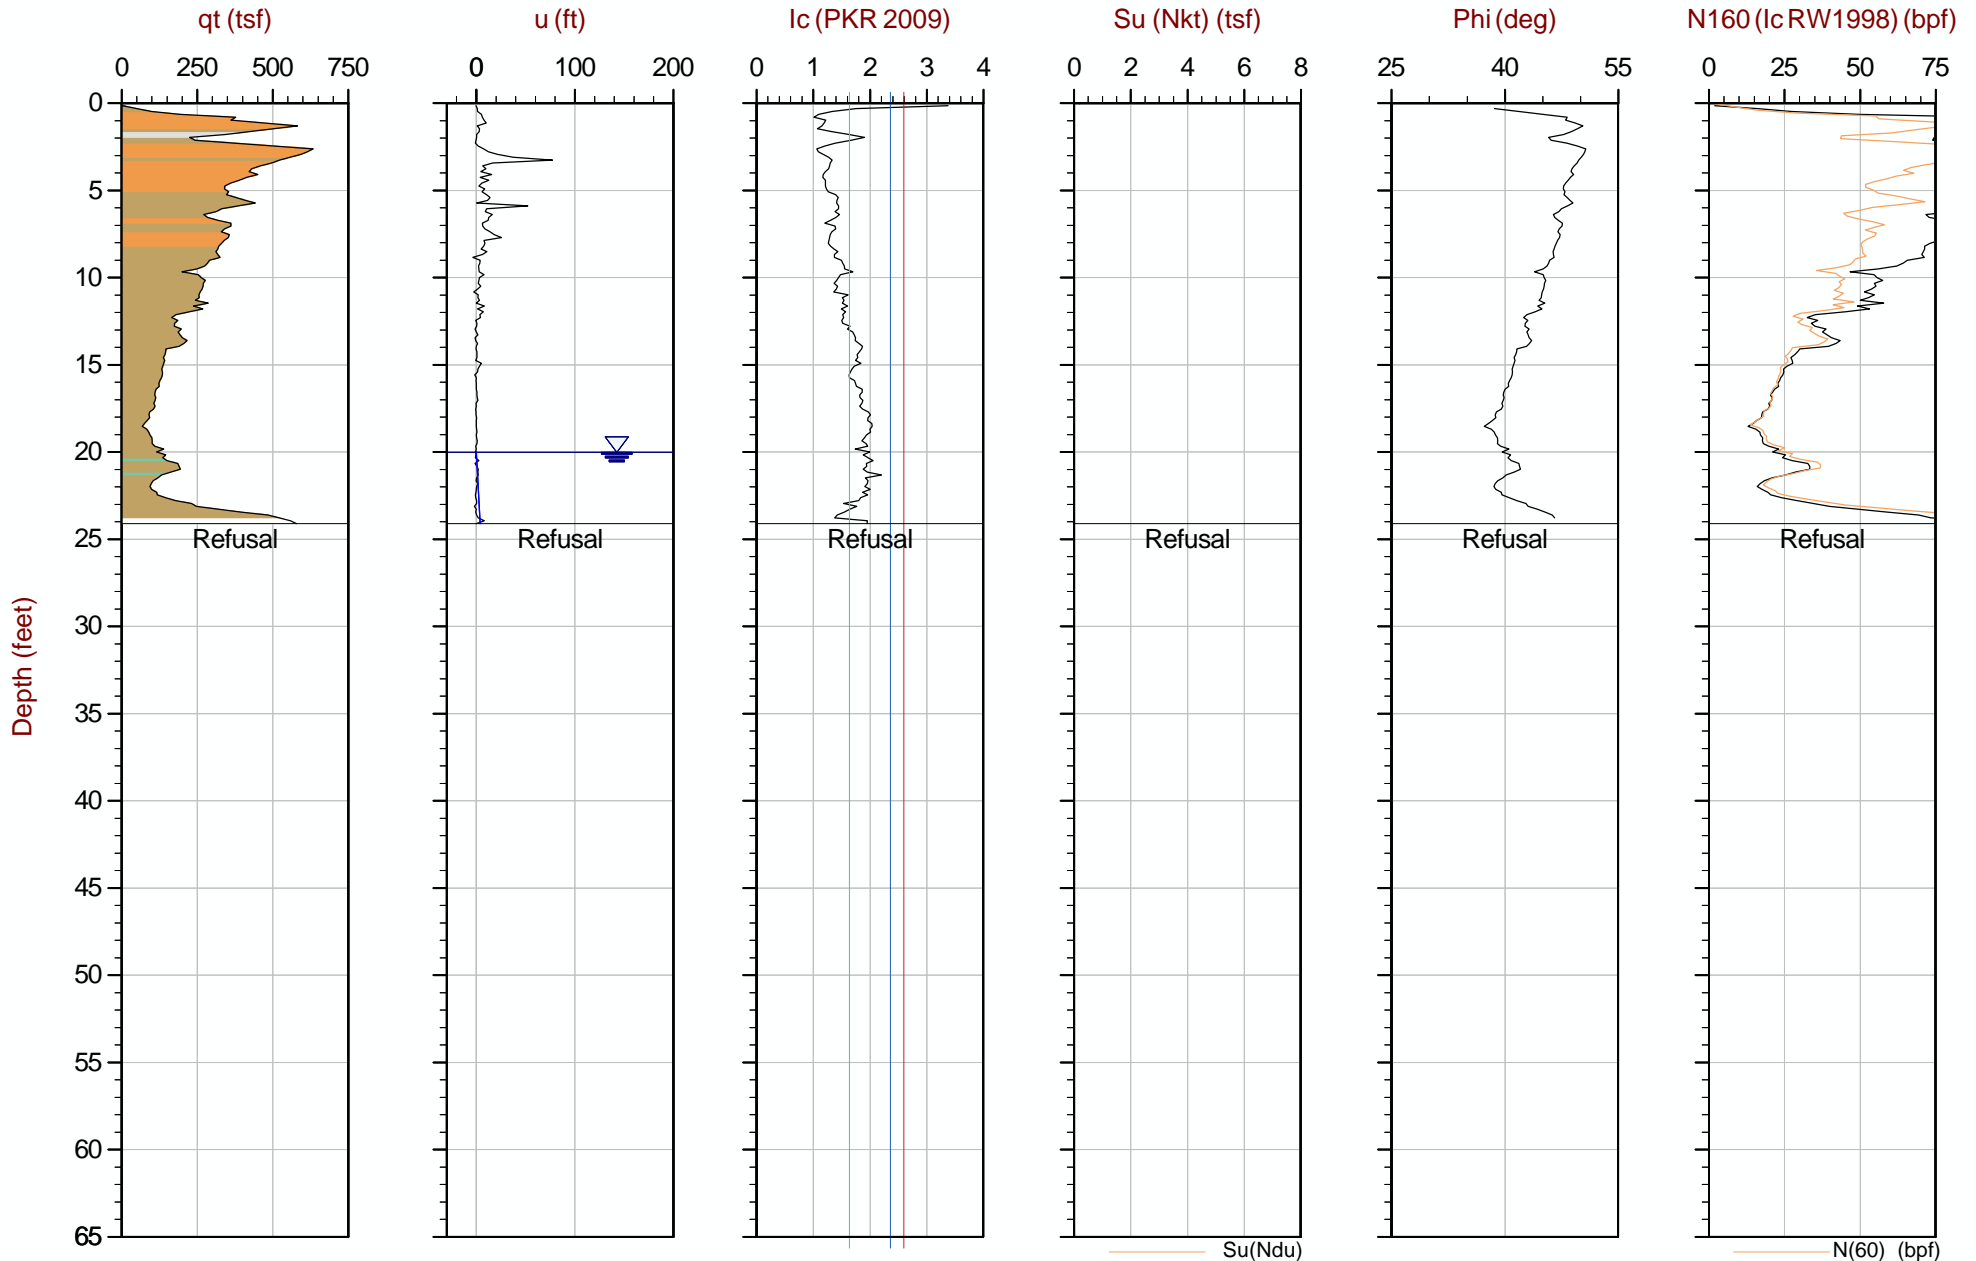 qt (tsf) u (ft) Ic (PKR 2009) Su (Nkt) (tsf) Phi (deg) N160 (Ic RW1998) (bpf)
0 250 500 750 0 100 200 0 1 2 3 4 0 2 4 6 8 25 40 55 0 25 50 75
0
5
10
15
20
Refusal Refusal Refusal Refusal Refusal Refusal
25
30
Depth (feet)
35
40
45
50
55
60
65
Su(Ndu) N(60) (bpf)